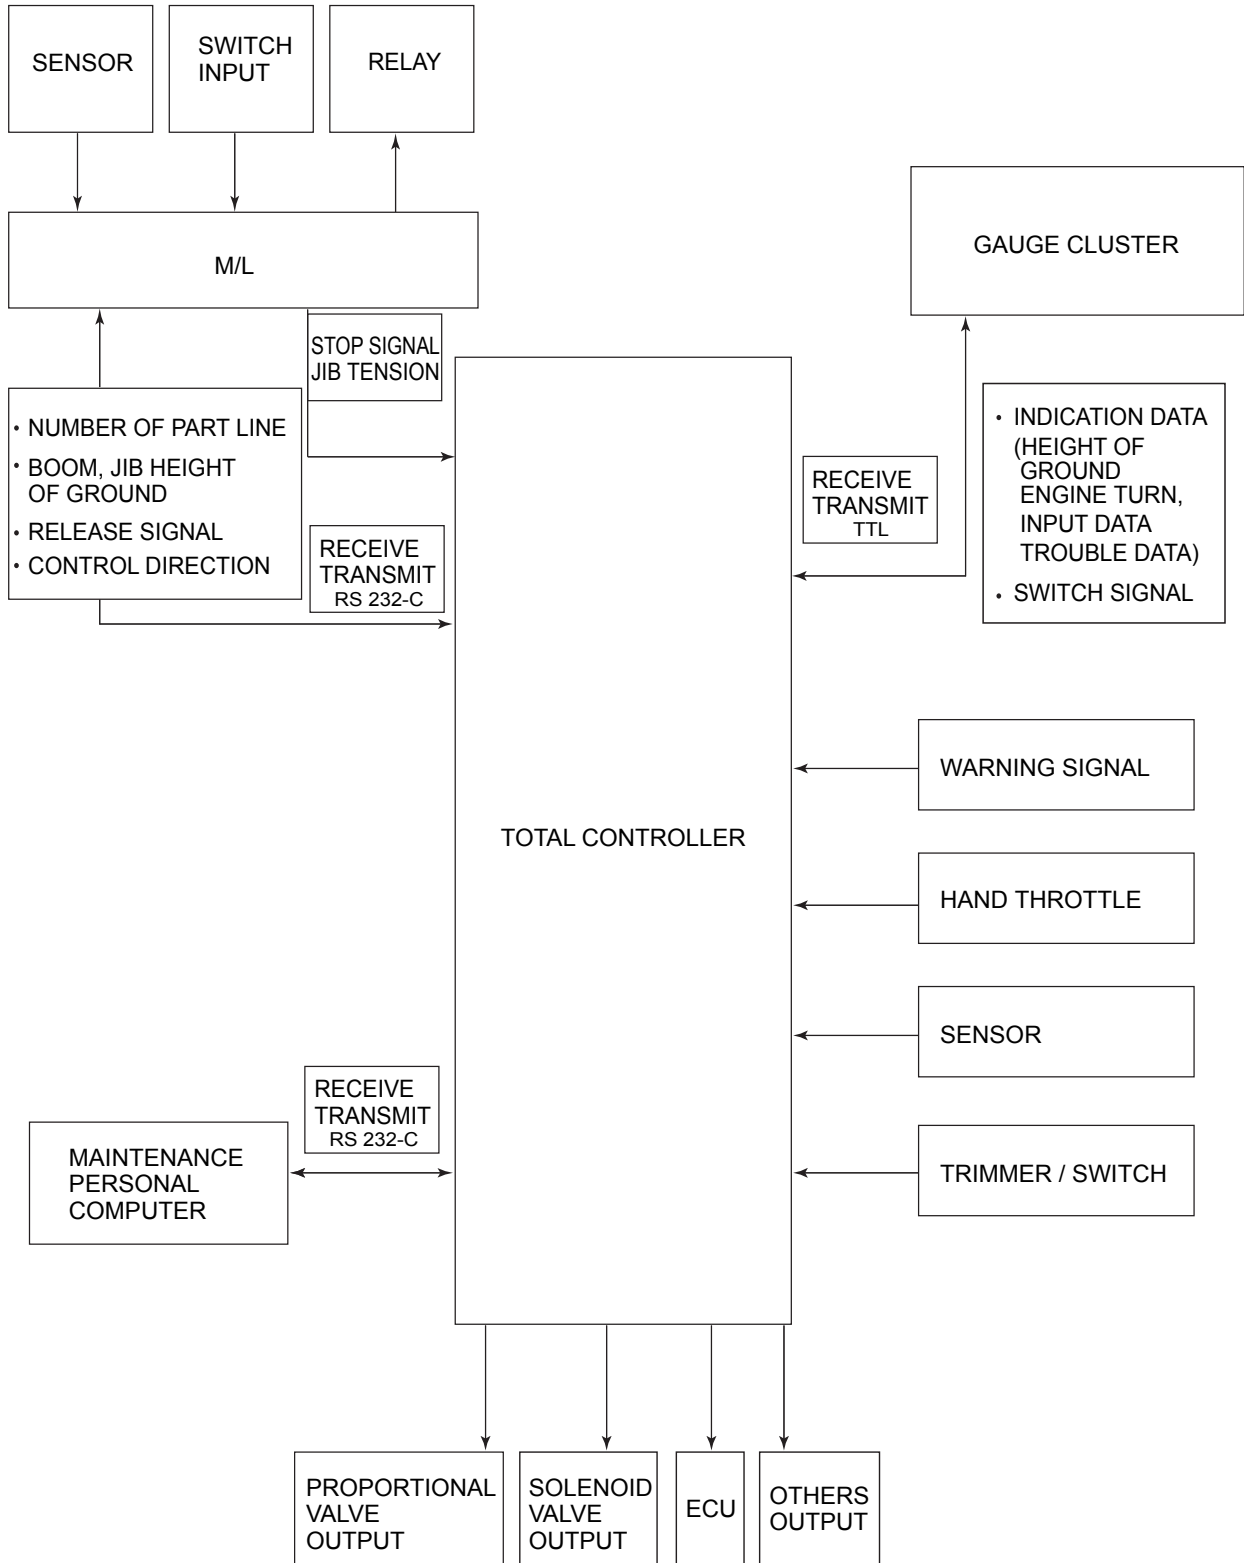 SENSOR
SWITCH
INPUT
RELAY
M/L
GAUGE CLUSTER
STOP SIGNAL
JIB TENSION
• NUMBER OF PART LINE
• BOOM, JIB HEIGHT
OF GROUND
• RELEASE SIGNAL
• CONTROL DIRECTION
RECEIVE
TRANSMIT
RS 232-C
RECEIVE
TRANSMIT
TTL
• INDICATION DATA
(HEIGHT OF
GROUND
ENGINE TURN,
INPUT DATA
TROUBLE DATA)
• SWITCH SIGNAL
TOTAL CONTROLLER
WARNING SIGNAL
HAND THROTTLE
SENSOR
TRIMMER / SWITCH
RECEIVE
TRANSMIT
RS 232-C
MAINTENANCE
PERSONAL
COMPUTER
PROPORTIONAL
VALVE
OUTPUT
SOLENOID
VALVE
OUTPUT
ECU
OTHERS
OUTPUT